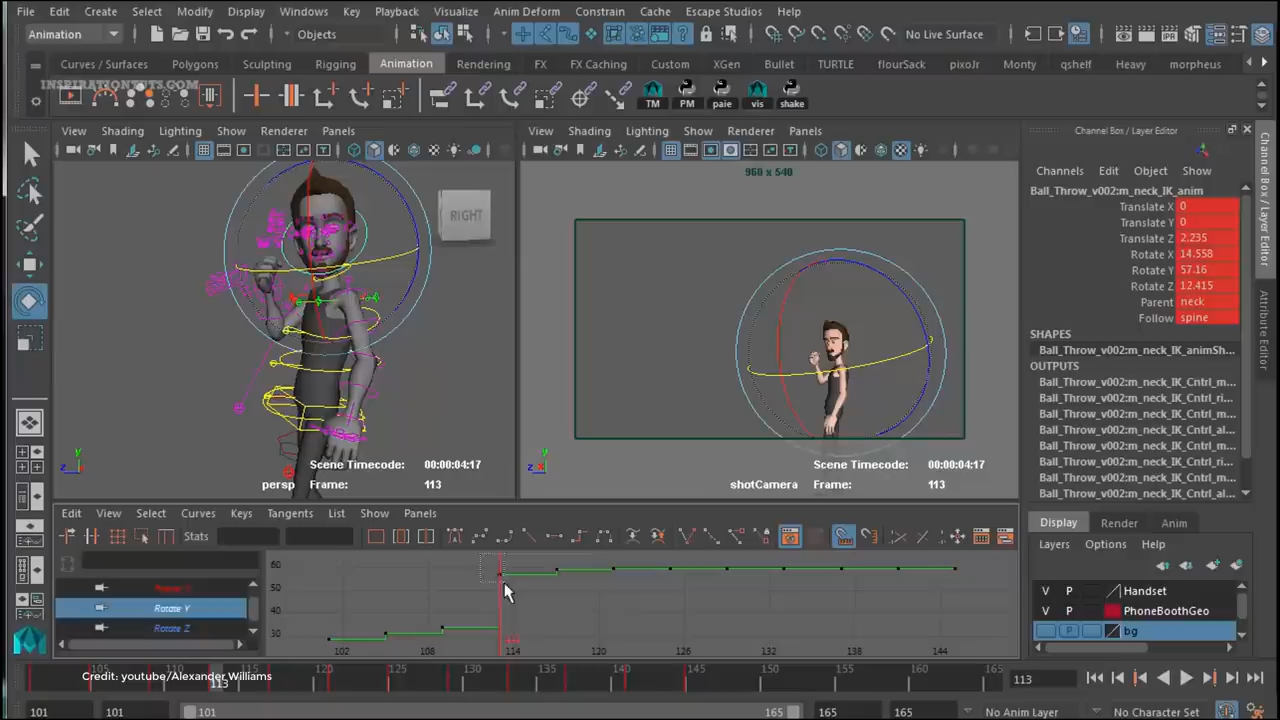 File Edit Create Select Modify Display Windows Key Playback Visualize Anim Deform Constrain Cache Escape Studios Help
Animation Objects No Live Surface
Curves / Surfaces Polygons Sculpting Rigging Animation Rendering FX FX Caching Custom XGen Bullet TURTLE flourSack pixoJr Monty qshelf Heavy morpheus
INSPIRATIONTUTS.COM
TM PM paie vis shake
View Shading Lighting Show Renderer Panels
View Shading Lighting Show Renderer Panels
Channel Box / Layer Editor
960 x 540
Channels Edit Object Show
Ball_Throw_v002:m_neck_IK_anim
Translate X 0
Translate Y 0
Translate Z 2.235
Rotate X 14.558
Rotate Y 57.16
Rotate Z 12.415
Parent neck
Follow spine
SHAPES
Ball_Throw_v002:m_neck_IK_animSh...
OUTPUTS
Ball_Throw_v002:m_neck_IK_Cntrl_m...
Ball_Throw_v002:m_neck_IK_Cntrl_ri...
Ball_Throw_v002:m_neck_IK_Cntrl_m...
Ball_Throw_v002:m_neck_IK_Cntrl_al...
Ball_Throw_v002:m_neck_IK_Cntrl_m...
Ball_Throw_v002:m_neck_IK_Cntrl_ri...
Ball_Throw_v002:m_neck_IK_Cntrl_m...
Ball_Throw_v002:m_neck_IK_Cntrl_al...
Channel Box / Layer Editor
Attribute Editor
RIGHT
y
z
Scene Timecode: 00:00:04:17
persp Frame: 113
y
z x
Scene Timecode: 00:00:04:17
shotCamera Frame: 113
Edit View Select Curves Keys Tangents List Show Panels
Stats
Rotate Y
Rotate Z
60
50
40
30
102 108 114 120 126 132 138 144
Display Render Anim
Layers Options Help
V P Handset
V P PhoneBoothGeo
P bg
105 110 115 120 125 130 135 140 145 150 155 160 165
113
Credit: youtube/Alexander Williams
113
101 101 101 165 165 165 No Anim Layer No Character Set